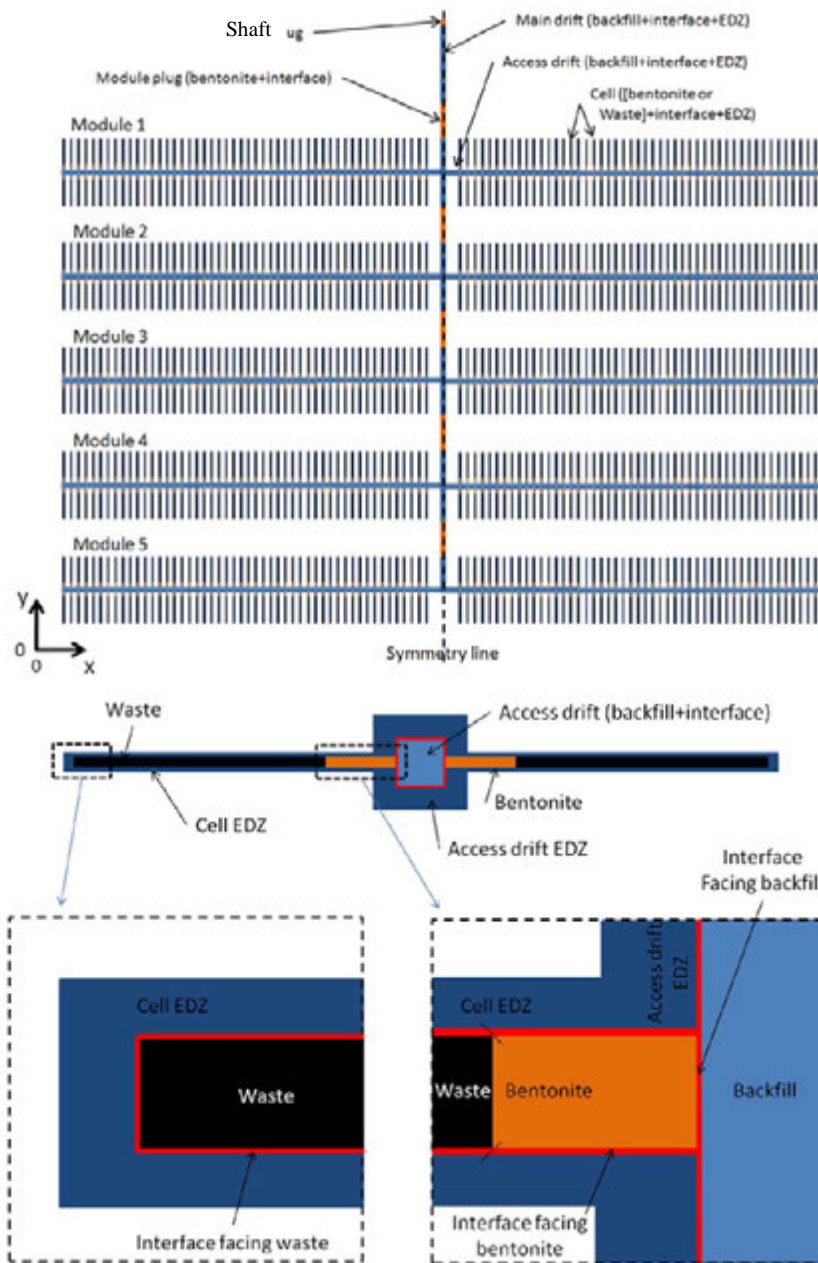 Shaft ug
Main drift (backfill+interface+EDZ)
Access drift (backfill+interface+EDZ)
Module plug (bentonite+interface)
Cell ([bentonite or
Waste]+interface+EDZ)
Module 1
Module 2
Module 3
Module 4
Module 5
y
0
0
x
Symmetry line
Waste
Access drift (backfill+interface)
Cell EDZ
Bentonite
Access drift EDZ
Interface
Facing backfill
Cell EDZ
Cell EDZ
Access drift
EDZ
Waste
Waste
Bentonite
Backfill
Interface facing waste
Interface facing
bentonite